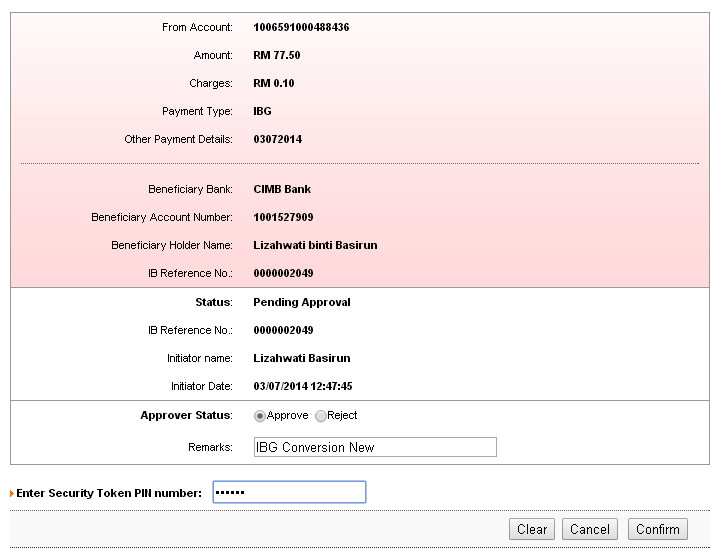 From Account: 1006591000488436
Amount: RM 77.50
Charges: RM 0.10
Payment Type: IBG
Other Payment Details: 03072014
Beneficiary Bank: CIMB Bank
Beneficiary Account Number: 1001527909
Beneficiary Holder Name: Lizahwati binti Basirun
IB Reference No.: 0000002049
Status: Pending Approval
IB Reference No.: 0000002049
Initiator name: Lizahwati Basirun
Initiator Date: 03/07/2014 12:47:45
Approver Status: Approve Reject
Remarks: IBG Conversion New
Enter Security Token PIN number: ••••••
Clear Cancel Confirm